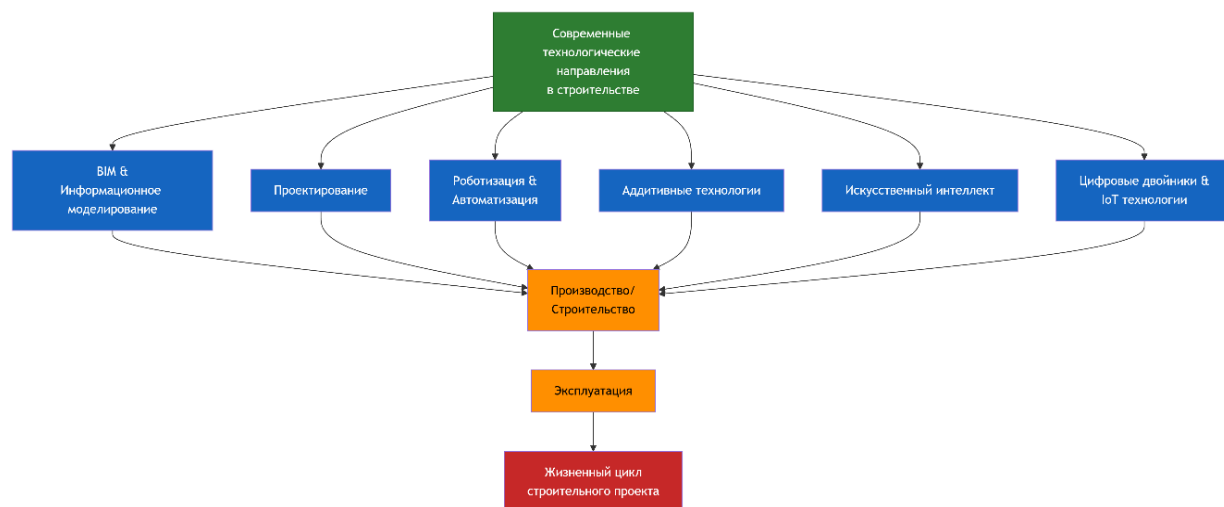 Современные
технологические
направления
в строительстве
BIM &
Информационное
моделирование
Проектирование
Роботизация &
Автоматизация
Аддитивные технологии
Искусственный интеллект
Цифровые двойники &
IoT технологии
Производство/
Строительство
Эксплуатация
Жизненный цикл
строительного проекта